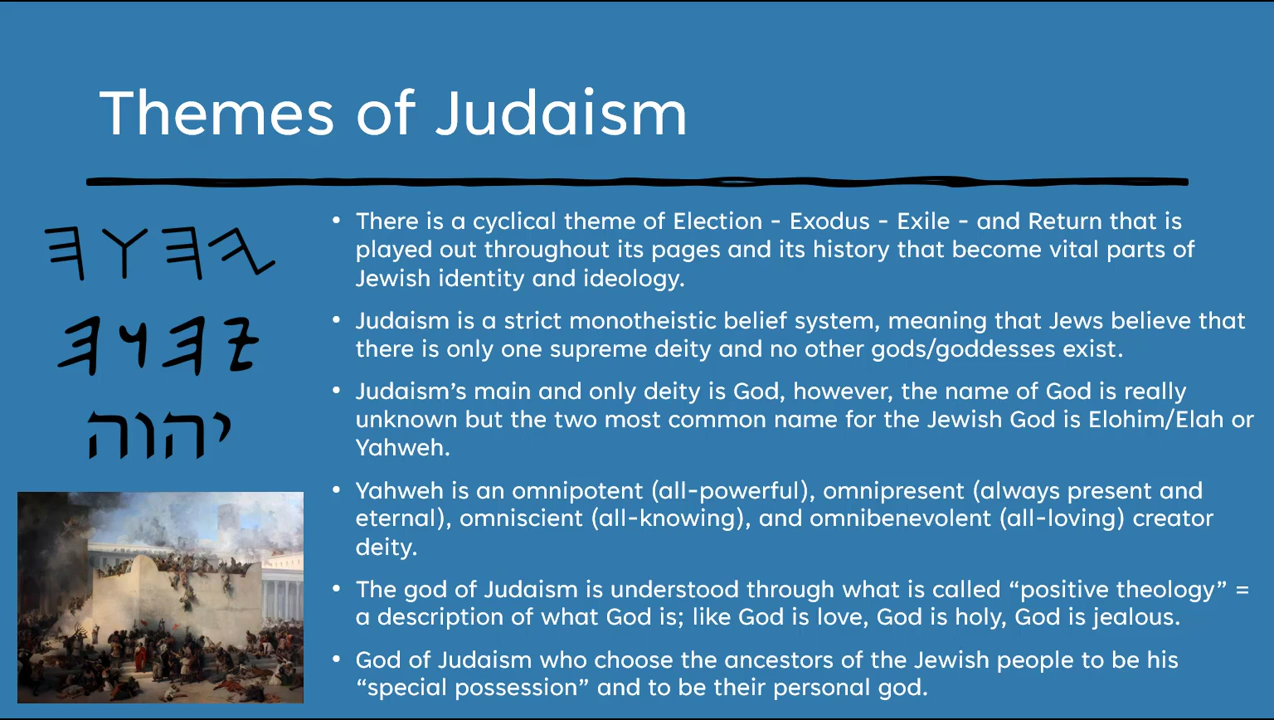 Themes of Judaism
𐤉𐤄𐤅𐤄
𐤉𐤄𐤅𐤄
יהוה
• There is a cyclical theme of Election - Exodus - Exile - and Return that is
played out throughout its pages and its history that become vital parts of
Jewish identity and ideology.
• Judaism is a strict monotheistic belief system, meaning that Jews believe that
there is only one supreme deity and no other gods/goddesses exist.
• Judaism’s main and only deity is God, however, the name of God is really
unknown but the two most common name for the Jewish God is Elohim/Elah or
Yahweh.
• Yahweh is an omnipotent (all-powerful), omnipresent (always present and
eternal), omniscient (all-knowing), and omnibenevolent (all-loving) creator
deity.
• The god of Judaism is understood through what is called “positive theology” =
a description of what God is; like God is love, God is holy, God is jealous.
• God of Judaism who choose the ancestors of the Jewish people to be his
“special possession” and to be their personal god.